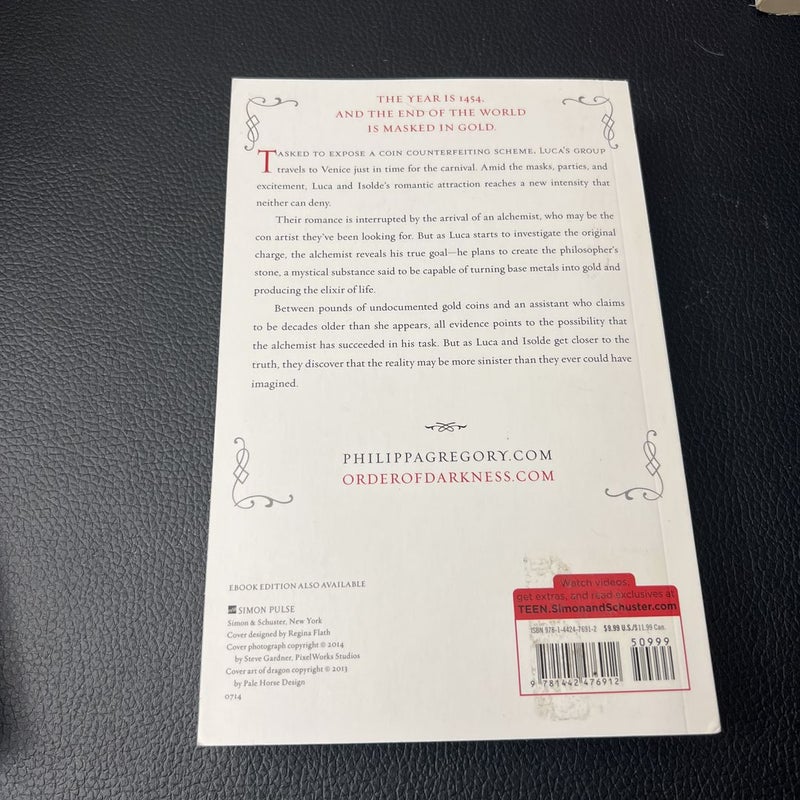 THE YEAR IS 1454,
AND THE END OF THE WORLD
IS MASKED IN GOLD.
TASKED TO EXPOSE A COIN COUNTERFEITING SCHEME, LUCA'S GROUP
travels to Venice just in time for the carnival. Amid the masks, parties, and
excitement, Luca and Isolde's romantic attraction reaches a new intensity that
neither can deny.
Their romance is interrupted by the arrival of an alchemist, who may be the
con artist they've been looking for. But as Luca starts to investigate the original
charge, the alchemist reveals his true goal—he plans to create the philosopher's
stone, a mystical substance said to be capable of turning base metals into gold and
producing the elixir of life.
Between pounds of undocumented gold coins and an assistant who claims
to be decades older than she appears, all evidence points to the possibility that
the alchemist has succeeded in his task. But as Luca and Isolde get closer to the
truth, they discover that the reality may be more sinister than they ever could have
imagined.
PHILIPPAGREGORY.COM
ORDEROFDARKNESS.COM
EBOOK EDITION ALSO AVAILABLE
SIMON PULSE
Simon & Schuster, New York
Cover designed by Regina Flath
Cover photograph copyright © 2014
by Steve Gardner, PixelWorks Studios
Cover art of dragon copyright © 2013
by Pale Horse Design
0714
Watch videos,
get extras, and read exclusives at
TEEN.SimonandSchuster.com
ISBN 978-1-4424-7691-2 $9.99 U.S./$11.99 Can.
50999
9 781442 476912